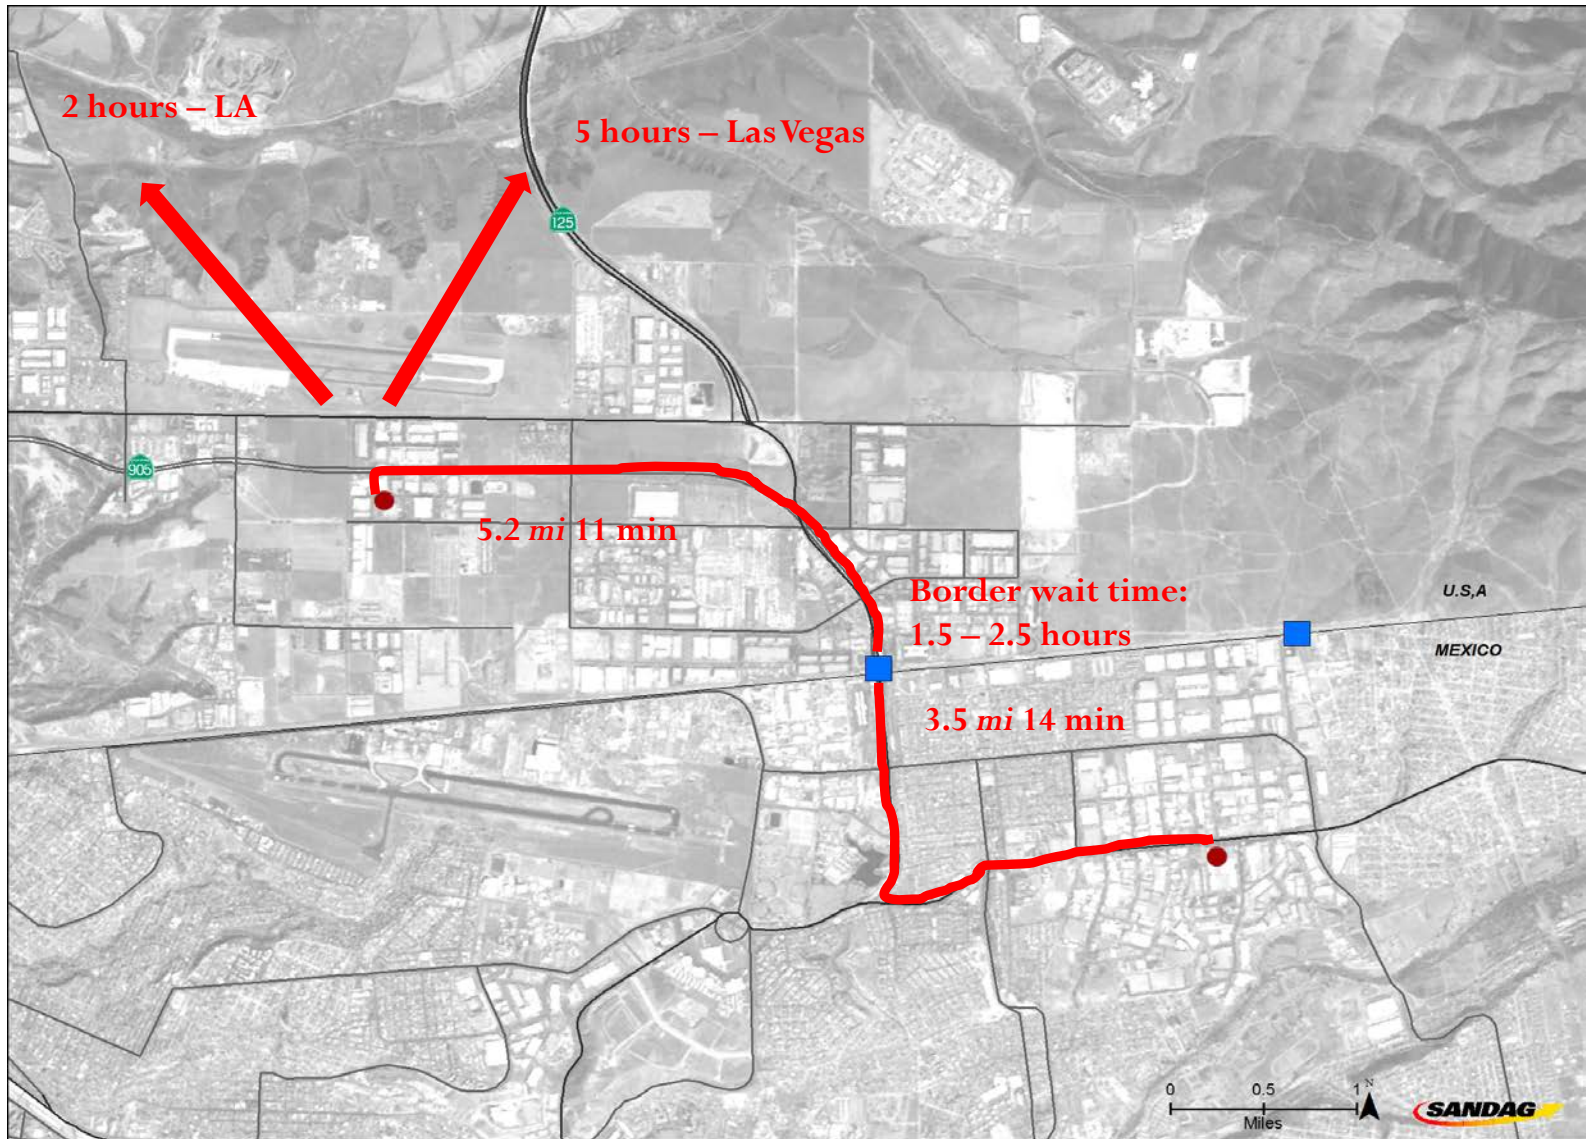 2 hours – LA
5 hours – Las Vegas
125
905
5.2 mi 11 min
Border wait time:
1.5 – 2.5 hours
U.S,A
MEXICO
3.5 mi 14 min
0 0.5 1 N
Miles
SANDAG